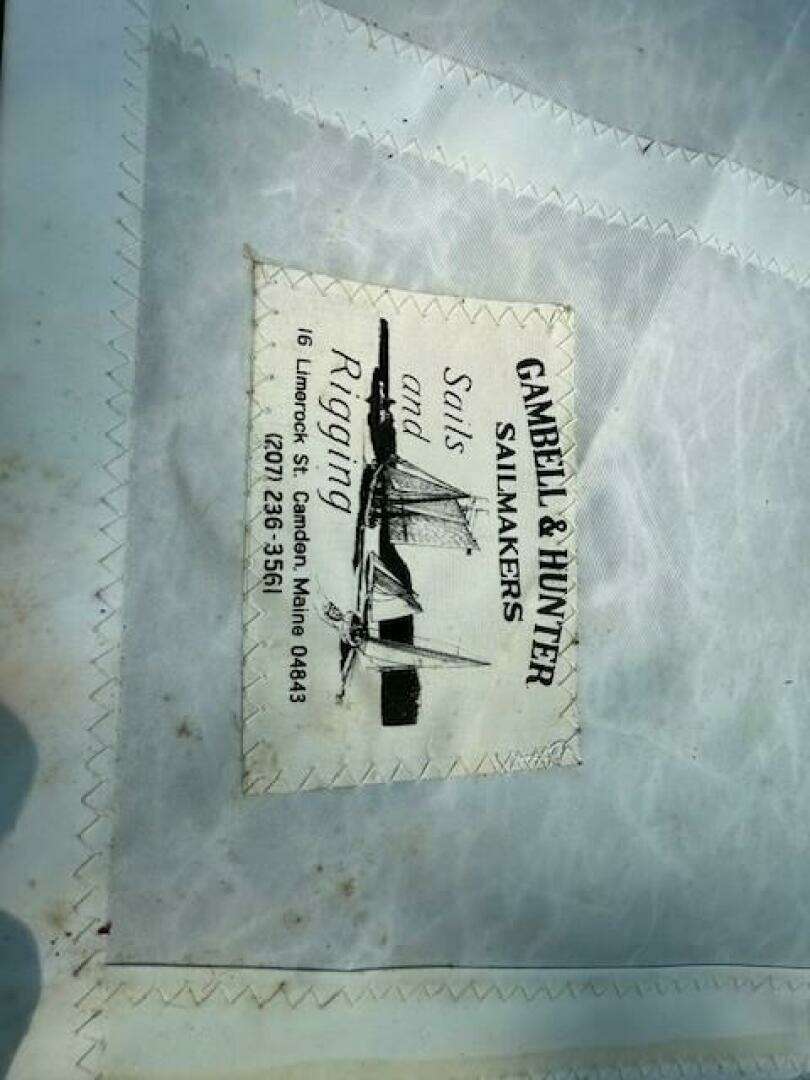 GAMBELL & HUNTER
SAILMAKERS
Sails
and
Rigging
16 Limerock St. Camden, Maine 04843
(207) 236-3561